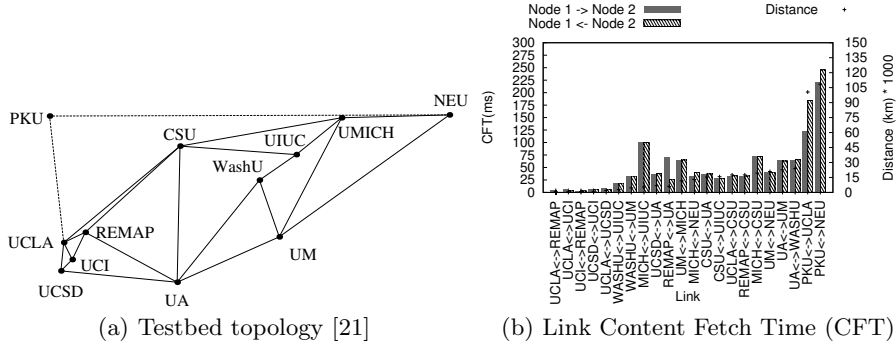 PKU
NEU
CSU
UIUC
UMICH
WashU
UCLA
REMAP
UCI
UCSD
UA
UM
(a) Testbed topology [21]
Node 1 -> Node 2
Node 1 <- Node 2
Distance
CFT(ms)
300
275
250
225
200
175
150
125
100
75
50
25
0
150
135
120
105
90
75
60
45
30
15
0
Distance (km) * 1000
UCLA<->REMAP
UCLA<->UCI
UCI<->REMAP
UCSD<->UCI
UCLA<->UCSD
WASHU<->UIUC
WASHU<->UM
MICH<->UIUC
UCSD<->UA
REMAP<->UA
UM<->MICH
MICH<->NEU
CSU<->UA
CSU<->UIUC
UCLA<->CSU
REMAP<->CSU
MICH<->CSU
UM<->NEU
UA<->UM
UA<->WASHU
PKU<->UCLA
PKU<->NEU
Link
(b) Link Content Fetch Time (CFT)